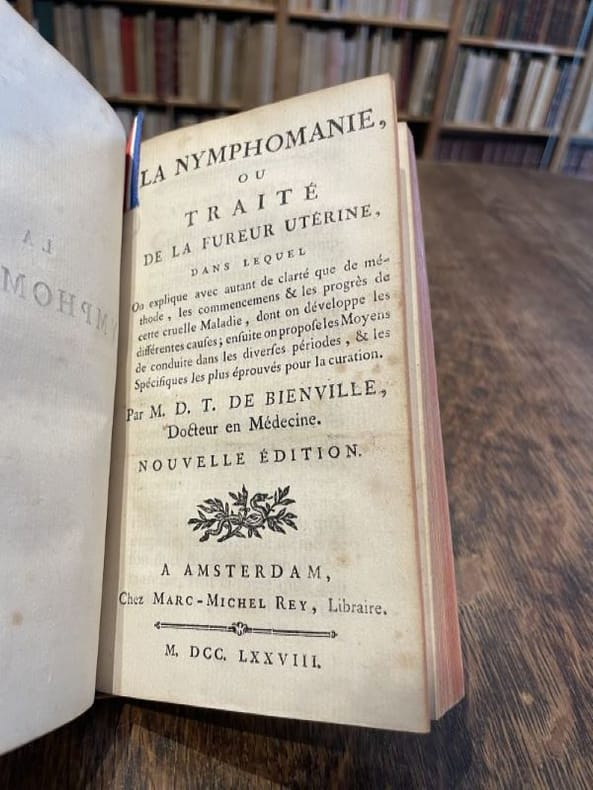 LA NYMPHOMANIE,
OU
TRAITÉ
DE LA FUREUR UTÉRINE,
DANS LEQUEL
On explique avec autant de clarté que de mé-
thode, les commencemens & les progrès de
cette cruelle Maladie, dont on développe les
différentes cauſes; enſuite on propoſe les Moyens
de conduite dans les diverſes périodes, & les
Spécifiques les plus éprouvés pour la curation.
Par M. D. T. DE BIENVILLE,
Docteur en Médecine.
NOUVELLE ÉDITION.
A AMSTERDAM,
Chez MARC-MICHEL REY, Libraire.
M. DCC. LXXVIII.